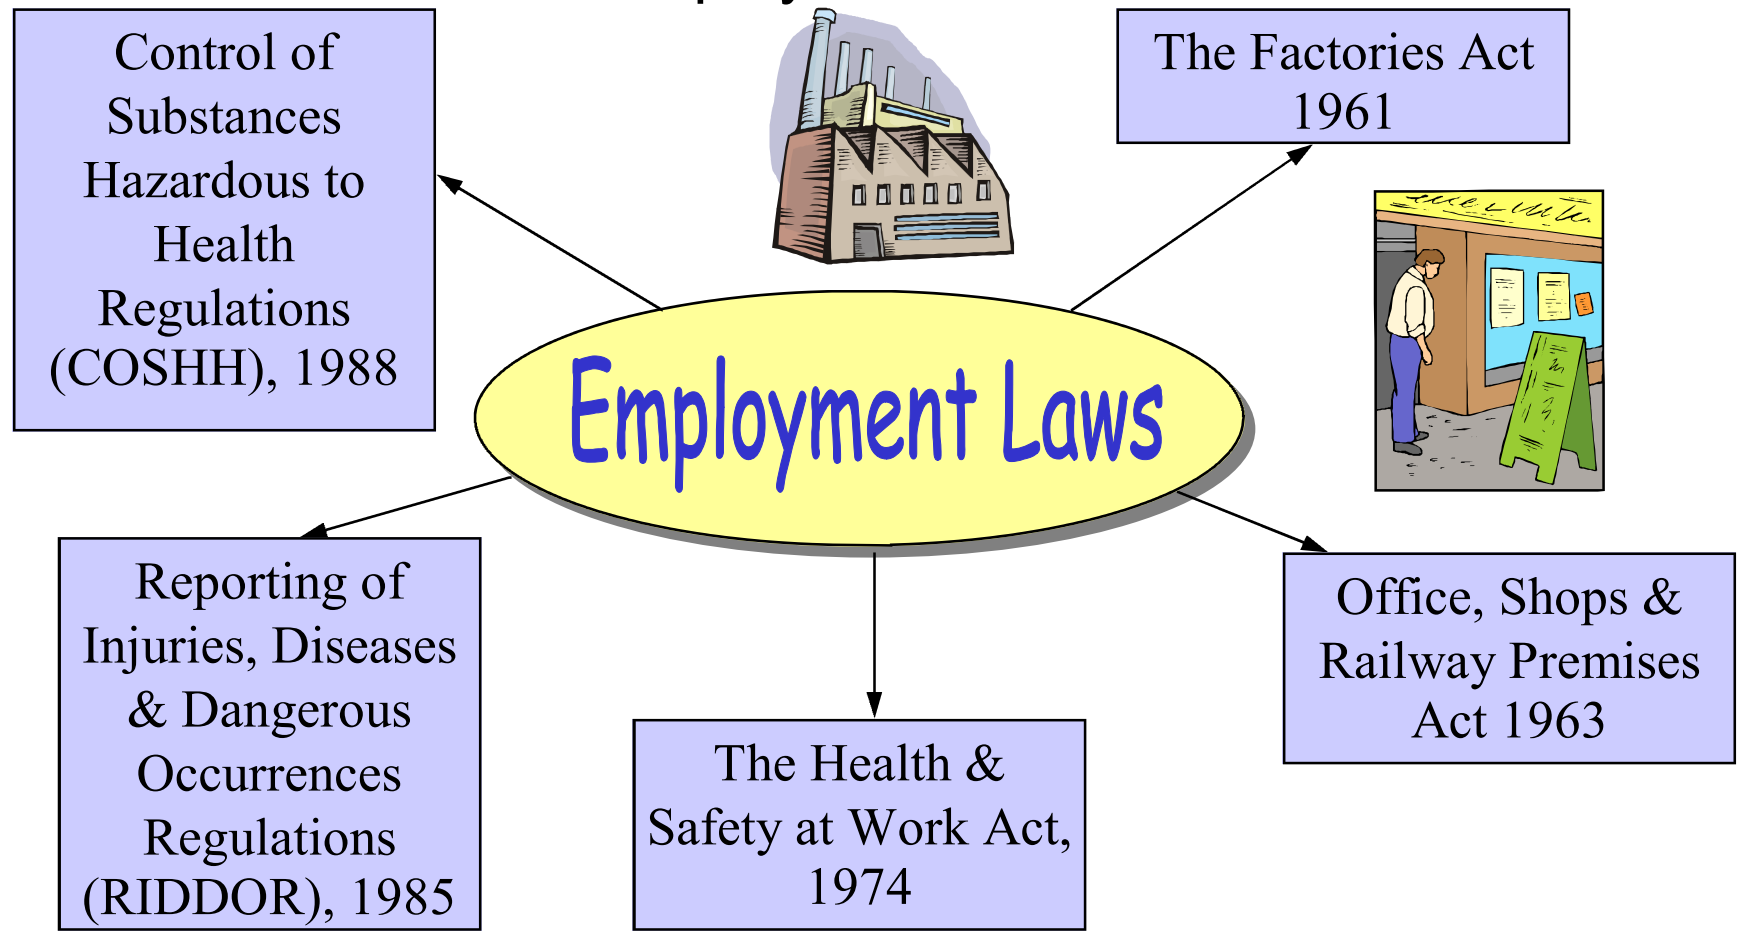 Control of
Substances
Hazardous to
Health
Regulations
(COSHH), 1988
The Factories Act
1961
Employment Laws
Reporting of
Injuries, Diseases
& Dangerous
Occurrences
Regulations
(RIDDOR), 1985
The Health &
Safety at Work Act,
1974
Office, Shops &
Railway Premises
Act 1963